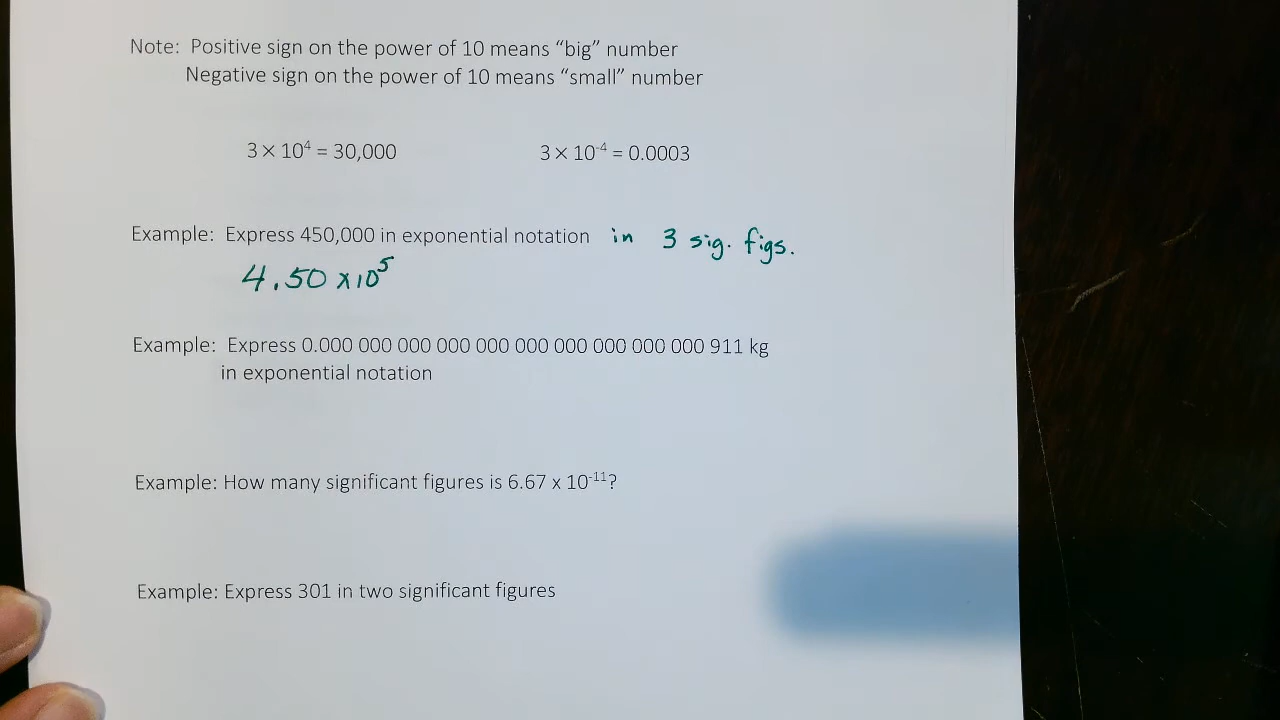 Note: Positive sign on the power of 10 means “big” number
Negative sign on the power of 10 means “small” number
3 × 10⁴ = 30,000 3 × 10⁻⁴ = 0.0003
Example: Express 450,000 in exponential notation in 3 sig. figs.
4.50 x10⁵
Example: Express 0.000 000 000 000 000 000 000 000 000 000 911 kg
in exponential notation
Example: How many significant figures is 6.67 x 10⁻¹¹?
Example: Express 301 in two significant figures